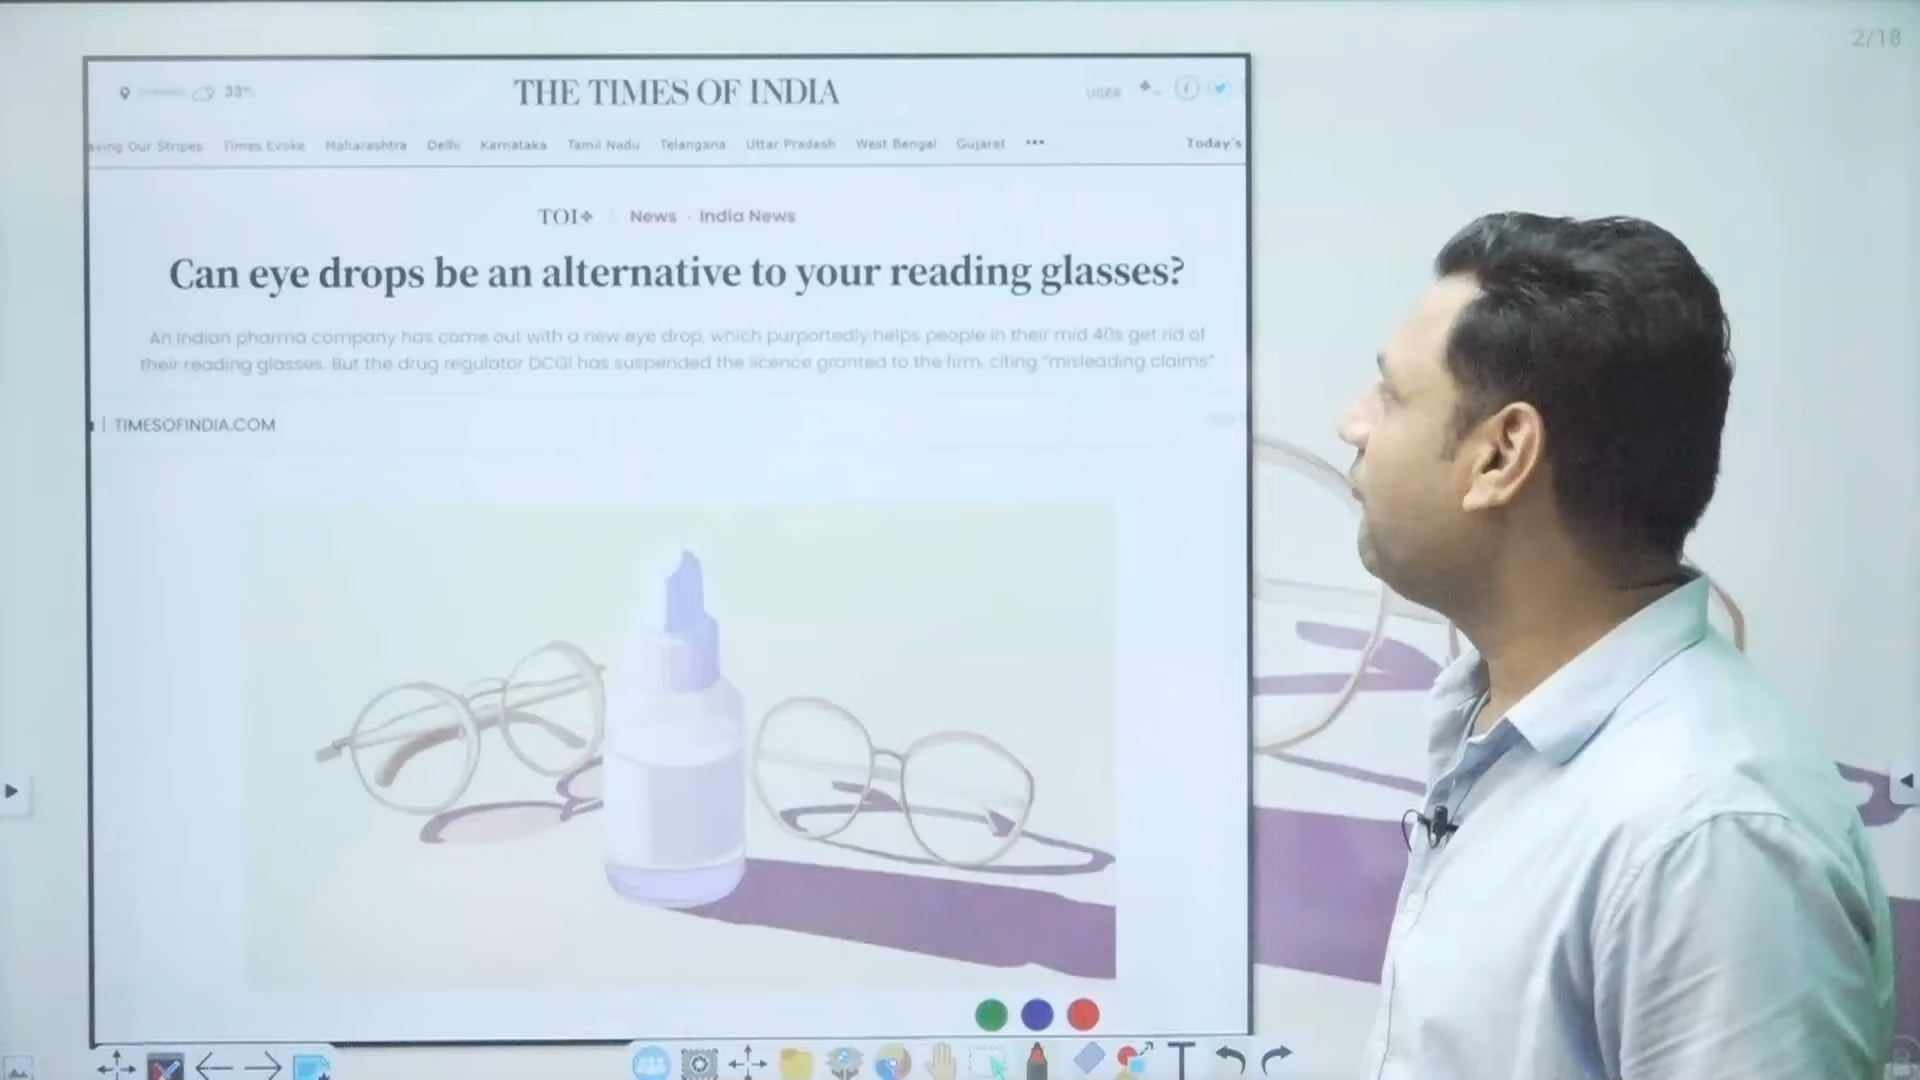 2/18
33°
THE TIMES OF INDIA
USER
aving Our Stripes Times Evoke Maharashtra Delhi Karnataka Tamil Nadu Telangana Uttar Pradesh West Bengal Gujarat ••• Today's
TOI+ News · India News
Can eye drops be an alternative to your reading glasses?
An Indian pharma company has come out with a new eye drop, which purportedly helps people in their mid 40s get rid of
their reading glasses. But the drug regulator DCGI has suspended the licence granted to the firm, citing "misleading claims"
| TIMESOFINDIA.COM